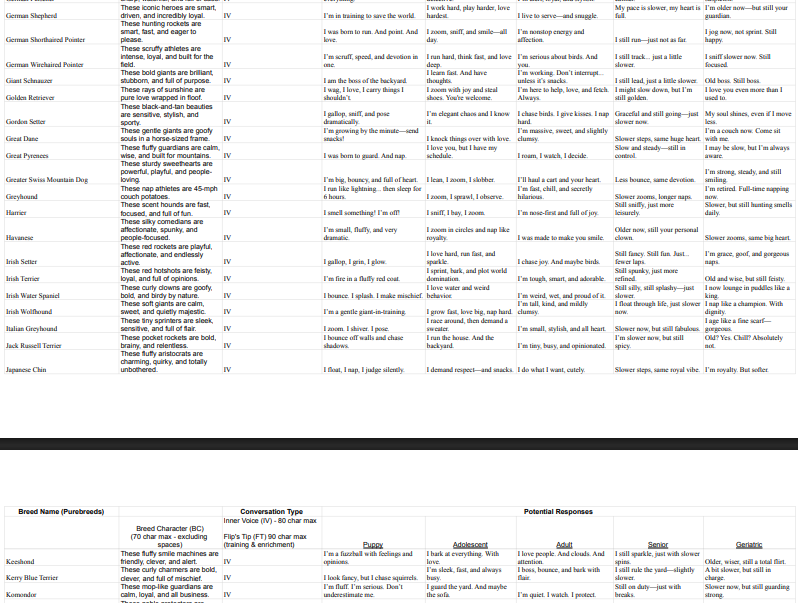 These iconic heroes are smart, driven, and incredibly loyal.
German Shepherd IV I'm in training to save the world. I work hard, play harder, love hardest. I live to serve—and snuggle. My pace is slower, my heart is full. I'm older now—but still your guardian.
These hunting rockets are smart, fast, and eager to please.
German Shorthaired Pointer IV I was born to run. And point. And love. I zoom, sniff, and smile—all day. I'm nonstop energy and affection. I still run—just not as far. I jog now, not sprint. Still happy.
These scruffy athletes are intense, loyal, and built for the field.
German Wirehaired Pointer IV I'm scruff, speed, and devotion in one. I run hard, think fast, and love deep. I'm serious about birds. And you. I still track... just a little slower. I sniff slower now. Still focused.
These bold giants are brilliant, stubborn, and full of purpose.
Giant Schnauzer IV I am the boss of the backyard. I learn fast. And have thoughts. I'm working. Don't interrupt... unless it's snacks. I still lead, just a little slower. Old boss. Still boss.
These rays of sunshine are pure love wrapped in floof.
Golden Retriever IV I wag, I love, I carry things I shouldn't. I zoom with joy and steal shoes. You're welcome. I'm here to help, love, and fetch. Always. I might slow down, but I'm still golden. I love you even more than I used to.
These black-and-tan beauties are sensitive, stylish, and sporty.
Gordon Setter IV I gallop, sniff, and pose dramatically. I'm elegant chaos and I know it. I chase birds. I give kisses. I nap hard. Graceful and still going—just slower now. My soul shines, even if I move less.
These gentle giants are goofy souls in a horse-sized frame.
Great Dane IV I'm growing by the minute—send snacks! I knock things over with love. I'm massive, sweet, and slightly clumsy. Slower steps, same huge heart. I'm a couch now. Come sit with me.
These fluffy guardians are calm, wise, and built for mountains.
Great Pyrenees IV I was born to guard. And nap. I love you, but I have my schedule. I roam, I watch, I decide. Slow and steady—still in control. I may be slow, but I'm always aware.
These sturdy sweethearts are powerful, playful, and people-loving.
Greater Swiss Mountain Dog IV I'm big, bouncy, and full of heart. I lean, I zoom, I slobber. I'll haul a cart and your heart. Less bounce, same devotion. I'm strong, steady, and still smiling.
These nap athletes are 45-mph couch potatoes.
Greyhound IV I run like lightning... then sleep for 6 hours. I zoom, I sprawl, I observe. I'm fast, chill, and secretly hilarious. Slower zooms, longer naps. I'm retired. Full-time napping now.
These scent hounds are fast, focused, and full of fun.
Harrier IV I smell something! I'm off! I sniff, I bay, I zoom. I'm nose-first and full of joy. Still sniffy, just more leisurely. Slower, but still hunting smells daily.
These silky comedians are affectionate, spunky, and people-focused.
Havanese IV I'm small, fluffy, and very dramatic. I zoom in circles and nap like royalty. I was made to make you smile. Older now, still your personal clown. Slower zooms, same big heart.
These red rockets are playful, affectionate, and endlessly active.
Irish Setter IV I gallop, I grin, I glow. I love hard, run fast, and sparkle. I chase joy. And maybe birds. Still fancy. Still fun. Just... fewer laps. I'm grace, goof, and gorgeous naps.
These red hotshots are feisty, loyal, and full of opinions.
Irish Terrier IV I'm fire in a fluffy red coat. I sprint, bark, and plot world domination. I'm tough, smart, and adorable. Still spunky, just more refined. Old and wise, but still feisty.
These curly clowns are goofy, bold, and birdy by nature.
Irish Water Spaniel IV I bounce. I splash. I make mischief. I love water and weird behavior. I'm weird, wet, and proud of it. Still silly, still splashy—just slower. I now lounge in puddles like a king.
These soft giants are calm, sweet, and quietly majestic.
Irish Wolfhound IV I'm a gentle giant-in-training. I grow fast, love big, nap hard. I'm tall, kind, and mildly clumsy. I float through life, just slower now. I nap like a champion. With dignity.
These tiny sprinters are sleek, sensitive, and full of flair.
Italian Greyhound IV I zoom. I shiver. I pose. I race around, then demand a sweater. I'm small, stylish, and all heart. Slower now, but still fabulous. I age like a fine scarf—gorgeous.
These pocket rockets are bold, brainy, and relentless.
Jack Russell Terrier IV I bounce off walls and chase shadows. I run the house. And the backyard. I'm tiny, busy, and opinionated. I'm slower now, but still spicy. Old? Yes. Chill? Absolutely not.
These fluffy aristocrats are charming, quirky, and totally unbothered.
Japanese Chin IV I float, I nap, I judge silently. I demand respect—and snacks. I do what I want, cutely. Slower steps, same royal vibe. I'm royalty. But softer.
Breed Name (Purebreeds) Conversation Type Potential Responses
Breed Character (BC) (70 char max - excluding spaces) Inner Voice (IV) - 80 char max Flip's Tip (FT) 90 char max (training & enrichment) Puppy Adolescent Adult Senior Geriatric
These fluffy smile machines are friendly, clever, and alert.
Keeshond IV I'm a fuzzball with feelings and opinions. I bark at everything. With love. I love people. And clouds. And attention. I still sparkle, just with slower spins. Older, wiser, still a total flirt.
These curly charmers are bold, clever, and full of mischief.
Kerry Blue Terrier IV I look fancy, but I chase squirrels. I'm sleek, fast, and always busy. I boss, bounce, and bark with flair. I still rule the yard—slightly slower. A bit slower, but still in charge.
These mop-like guardians are calm, loyal, and all business.
Komondor IV I'm fluff. I'm serious. Don't underestimate me. I guard the yard. And maybe the sofa. I'm quiet. I watch. I protect. Still on duty—just with breaks. Slower now, but still guarding strong.